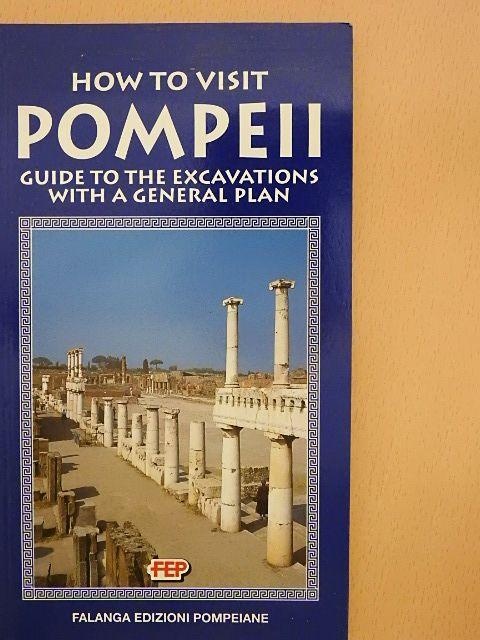 HOW TO VISIT
POMPEII
GUIDE TO THE EXCAVATIONS
WITH A GENERAL PLAN
FEP
FALANGA EDIZIONI POMPEIANE